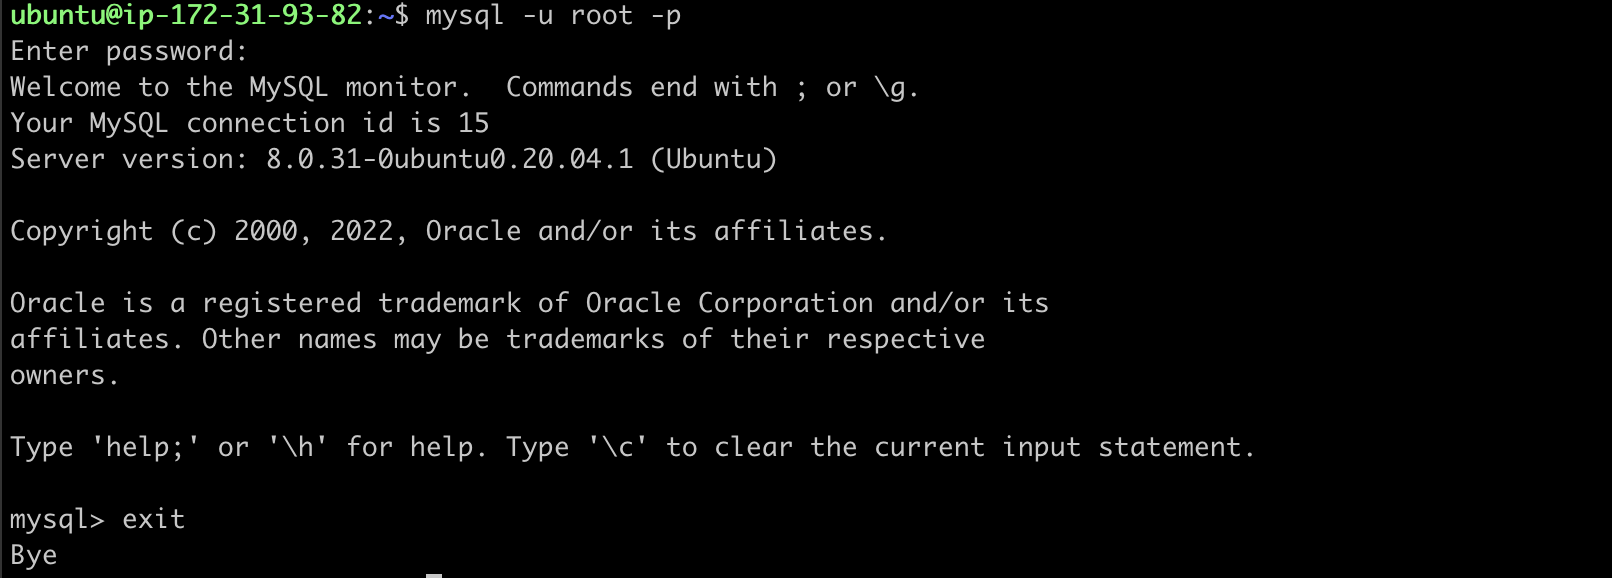 ubuntu@ip-172-31-93-82:~$ mysql -u root -p
Enter password:
Welcome to the MySQL monitor.  Commands end with ; or \g.
Your MySQL connection id is 15
Server version: 8.0.31-0ubuntu0.20.04.1 (Ubuntu)
Copyright (c) 2000, 2022, Oracle and/or its affiliates.
Oracle is a registered trademark of Oracle Corporation and/or its
affiliates. Other names may be trademarks of their respective
owners.
Type 'help;' or '\h' for help. Type '\c' to clear the current input statement.
mysql> exit
Bye